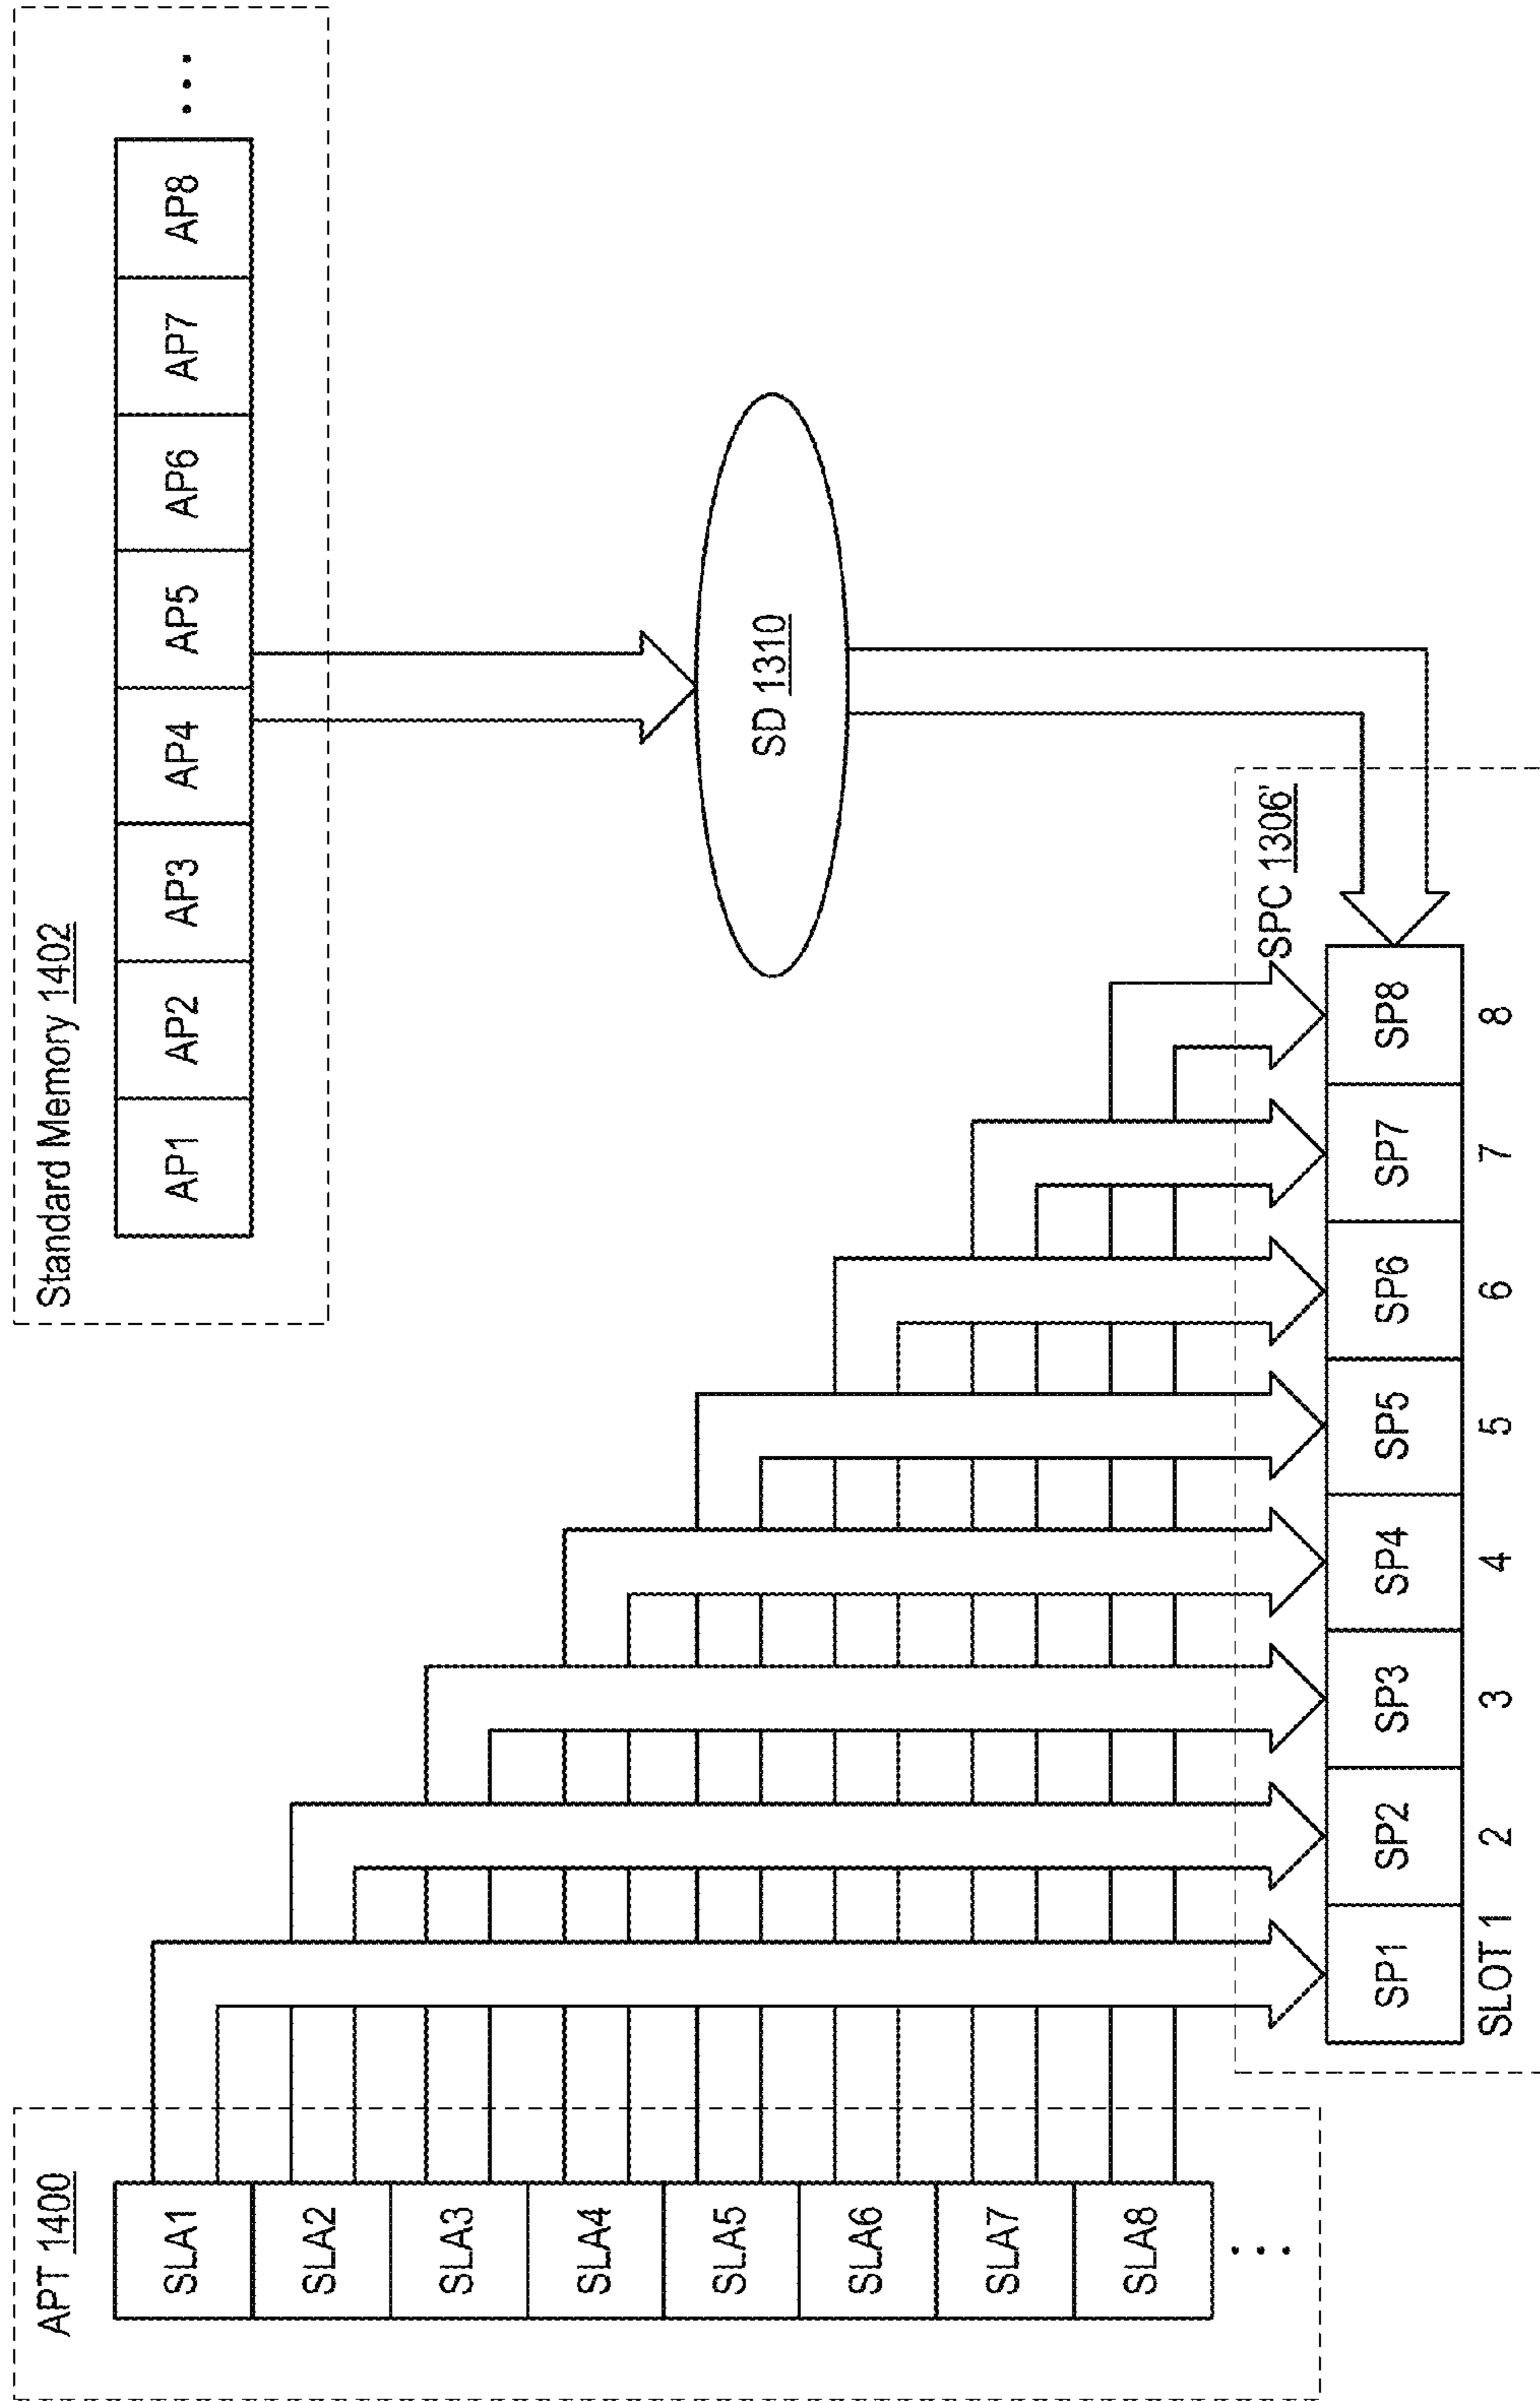 APT 1400
SLA1
SLA2
SLA3
SLA4
SLA5
SLA6
SLA7
SLA8
Standard Memory 1402
AP1 AP2 AP3 AP4 AP5 AP6 AP7 AP8
SD 1310
SPC 1306'
SP1 SP2 SP3 SP4 SP5 SP6 SP7 SP8
SLOT 1 2 3 4 5 6 7 8